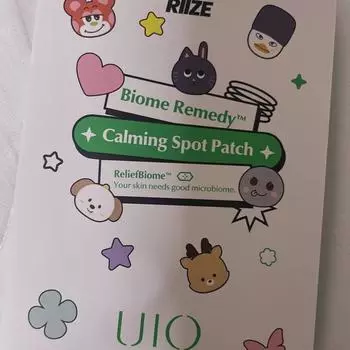 RIIZE
Biome Remedy™
Calming Spot Patch
ReliefBiome™
Your skin needs good microbiome.
UIQ